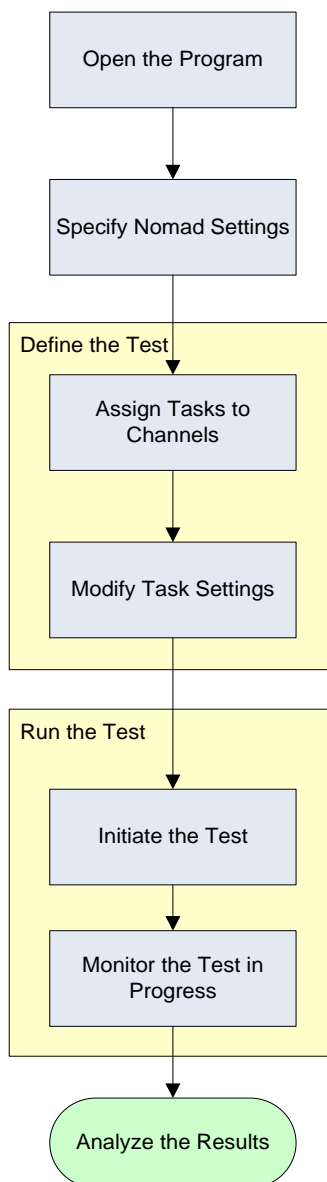 Open the Program
Specify Nomad Settings
Define the Test
Assign Tasks to
Channels
Modify Task Settings
Run the Test
Initiate the Test
Monitor the Test in
Progress
Analyze the Results